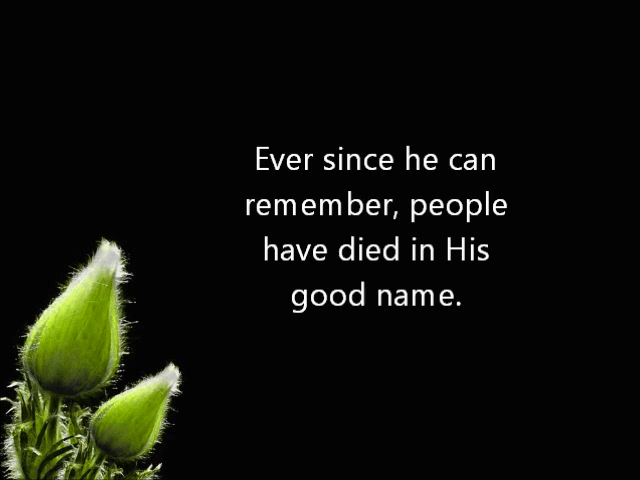 Ever since he can
remember, people
have died in His
good name.